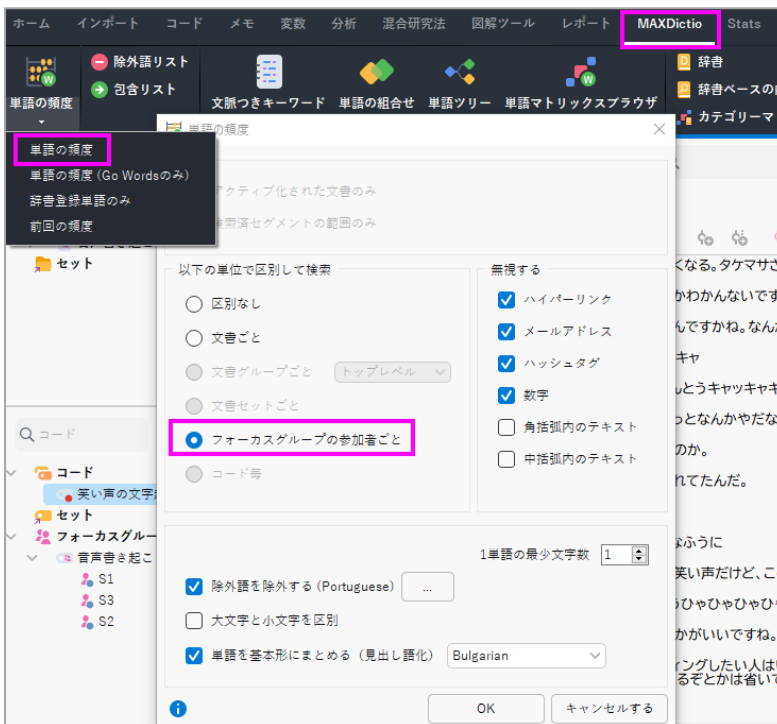 ホーム インポート コード メモ 変数 分析 混合研究法 図解ツール レポート MAXDictio Stats
単語の頻度
除外語リスト
包含リスト
文脈つきキーワード 単語の組合せ 単語ツリー 単語マトリックスブラウザ
辞書
辞書ベースの
カテゴリーマ
単語の頻度
単語の頻度 (Go Wordsのみ)
辞書登録単語のみ
前回の頻度
単語の頻度
アクティブ化された文書のみ
検索済セグメントの範囲のみ
セット
コード
コード
笑い声の文字
セット
フォーカスグルー
音声書き起こ
S1
S3
S2
以下の単位で区別して検索
区別なし
文書ごと
文書グループごと トップレベル
文書セットごと
フォーカスグループの参加者ごと
コード毎
無視する
ハイパーリンク
メールアドレス
ハッシュタグ
数字
角括弧内のテキスト
中括弧内のテキスト
1単語の最少文字数 1
除外語を除外する (Portuguese) ...
大文字と小文字を区別
単語を基本形にまとめる（見出し語化） Bulgarian
OK キャンセルする
くなる。タケマサさ
かわかんないです
んですかね。なん
キャ
んとうキャッキャキ
っとなんかやだな
のか。
れてたんだ。
なふうに
笑い声だけど、こ
うひゃひゃひゃひ
かがいいですね。
ィングしたい人は
るぞとかは省いて